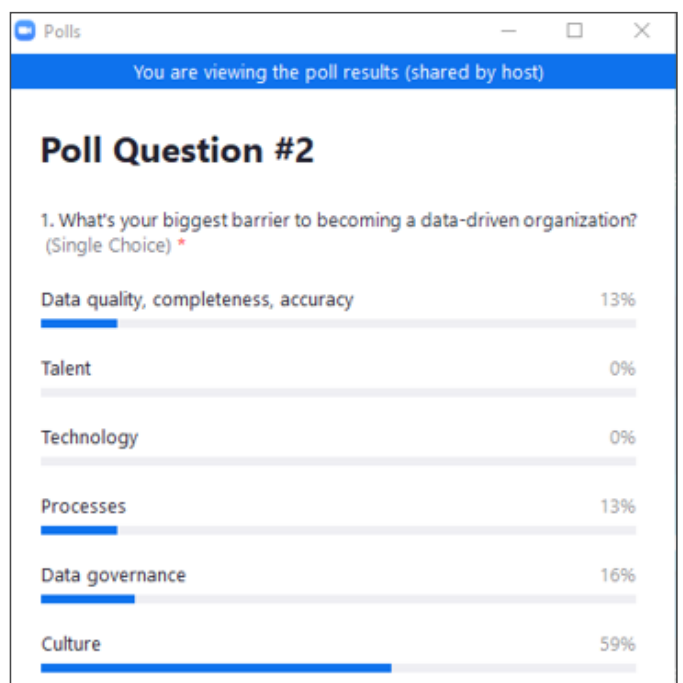 Polls
You are viewing the poll results (shared by host)
Poll Question #2
1. What's your biggest barrier to becoming a data-driven organization?
(Single Choice) *
Data quality, completeness, accuracy 13%
Talent 0%
Technology 0%
Processes 13%
Data governance 16%
Culture 59%